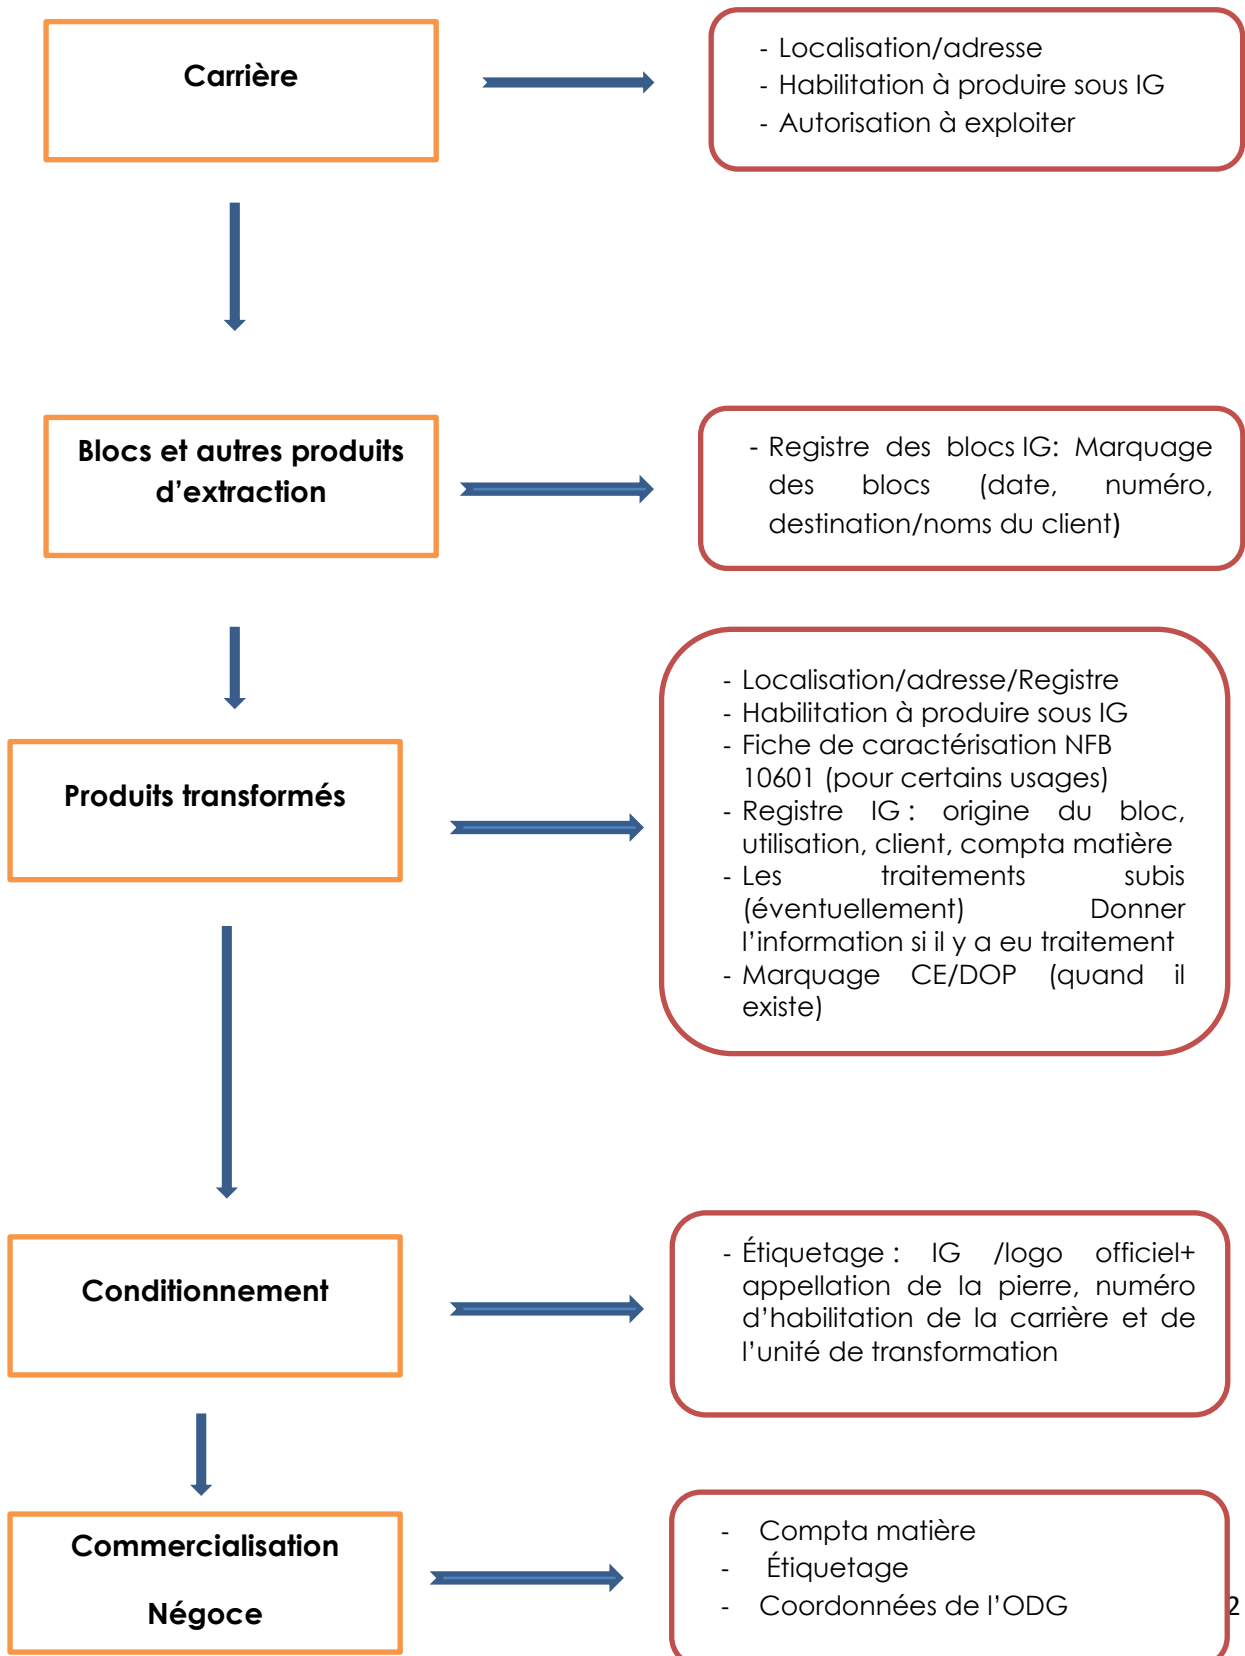 Carrière
- Localisation/adresse
- Habilitation à produire sous IG
- Autorisation à exploiter
Blocs et autres produits
d’extraction
- Registre des blocs IG: Marquage
des blocs (date, numéro,
destination/noms du client)
Produits transformés
- Localisation/adresse/Registre
- Habilitation à produire sous IG
- Fiche de caractérisation NFB
10601 (pour certains usages)
- Registre IG : origine du bloc,
utilisation, client, compta matière
- Les traitements subis
(éventuellement) Donner
l’information si il y a eu traitement
- Marquage CE/DOP (quand il
existe)
Conditionnement
- Étiquetage : IG /logo officiel+
appellation de la pierre, numéro
d’habilitation de la carrière et de
l’unité de transformation
Commercialisation
Négoce
- Compta matière
- Étiquetage
- Coordonnées de l’ODG
2